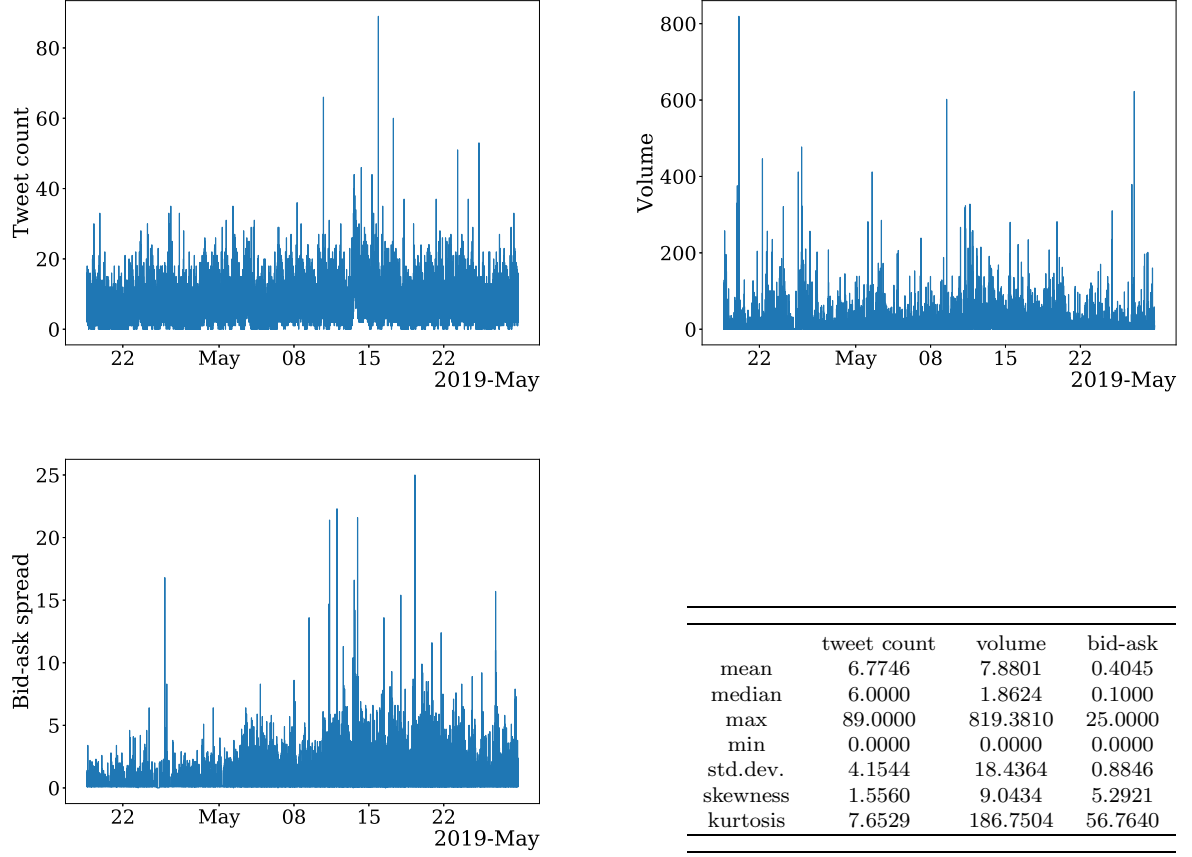 80
60
40
20
0
Tweet count
22 May 08 15 22
2019-May
800
600
400
200
0
Volume
22 May 08 15 22
2019-May
25
20
15
10
5
0
Bid-ask spread
22 May 08 15 22
2019-May
tweet count volume bid-ask
mean 6.7746 7.8801 0.4045
median 6.0000 1.8624 0.1000
max 89.0000 819.3810 25.0000
min 0.0000 0.0000 0.0000
std.dev. 4.1544 18.4364 0.8846
skewness 1.5560 9.0434 5.2921
kurtosis 7.6529 186.7504 56.7640